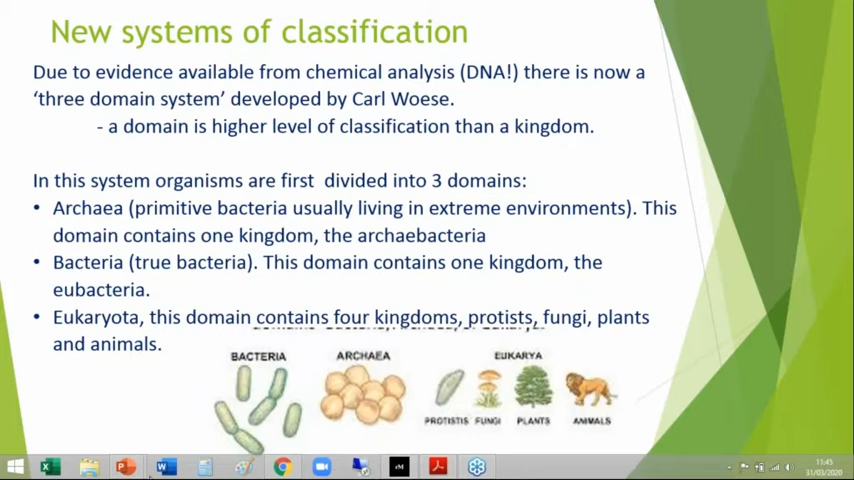 New systems of classification
Due to evidence available from chemical analysis (DNA!) there is now a
‘three domain system’ developed by Carl Woese.
- a domain is higher level of classification than a kingdom.
In this system organisms are first divided into 3 domains:
• Archaea (primitive bacteria usually living in extreme environments). This
domain contains one kingdom, the archaebacteria
• Bacteria (true bacteria). This domain contains one kingdom, the
eubacteria.
• Eukaryota, this domain contains four kingdoms, protists, fungi, plants
and animals.
BACTERIA ARCHAEA EUKARYA
PROTISTIS FUNGI PLANTS ANIMALS
11:45
31/03/2020